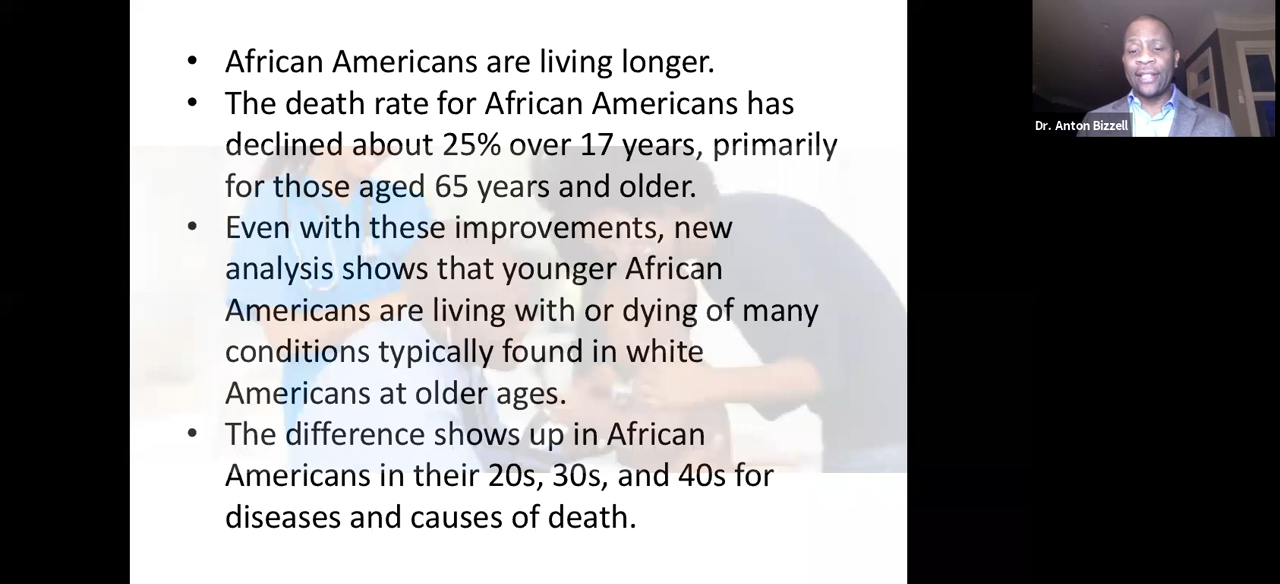 • African Americans are living longer.
• The death rate for African Americans has
declined about 25% over 17 years, primarily
for those aged 65 years and older.
• Even with these improvements, new
analysis shows that younger African
Americans are living with or dying of many
conditions typically found in white
Americans at older ages.
• The difference shows up in African
Americans in their 20s, 30s, and 40s for
diseases and causes of death.
Dr. Anton Bizzell